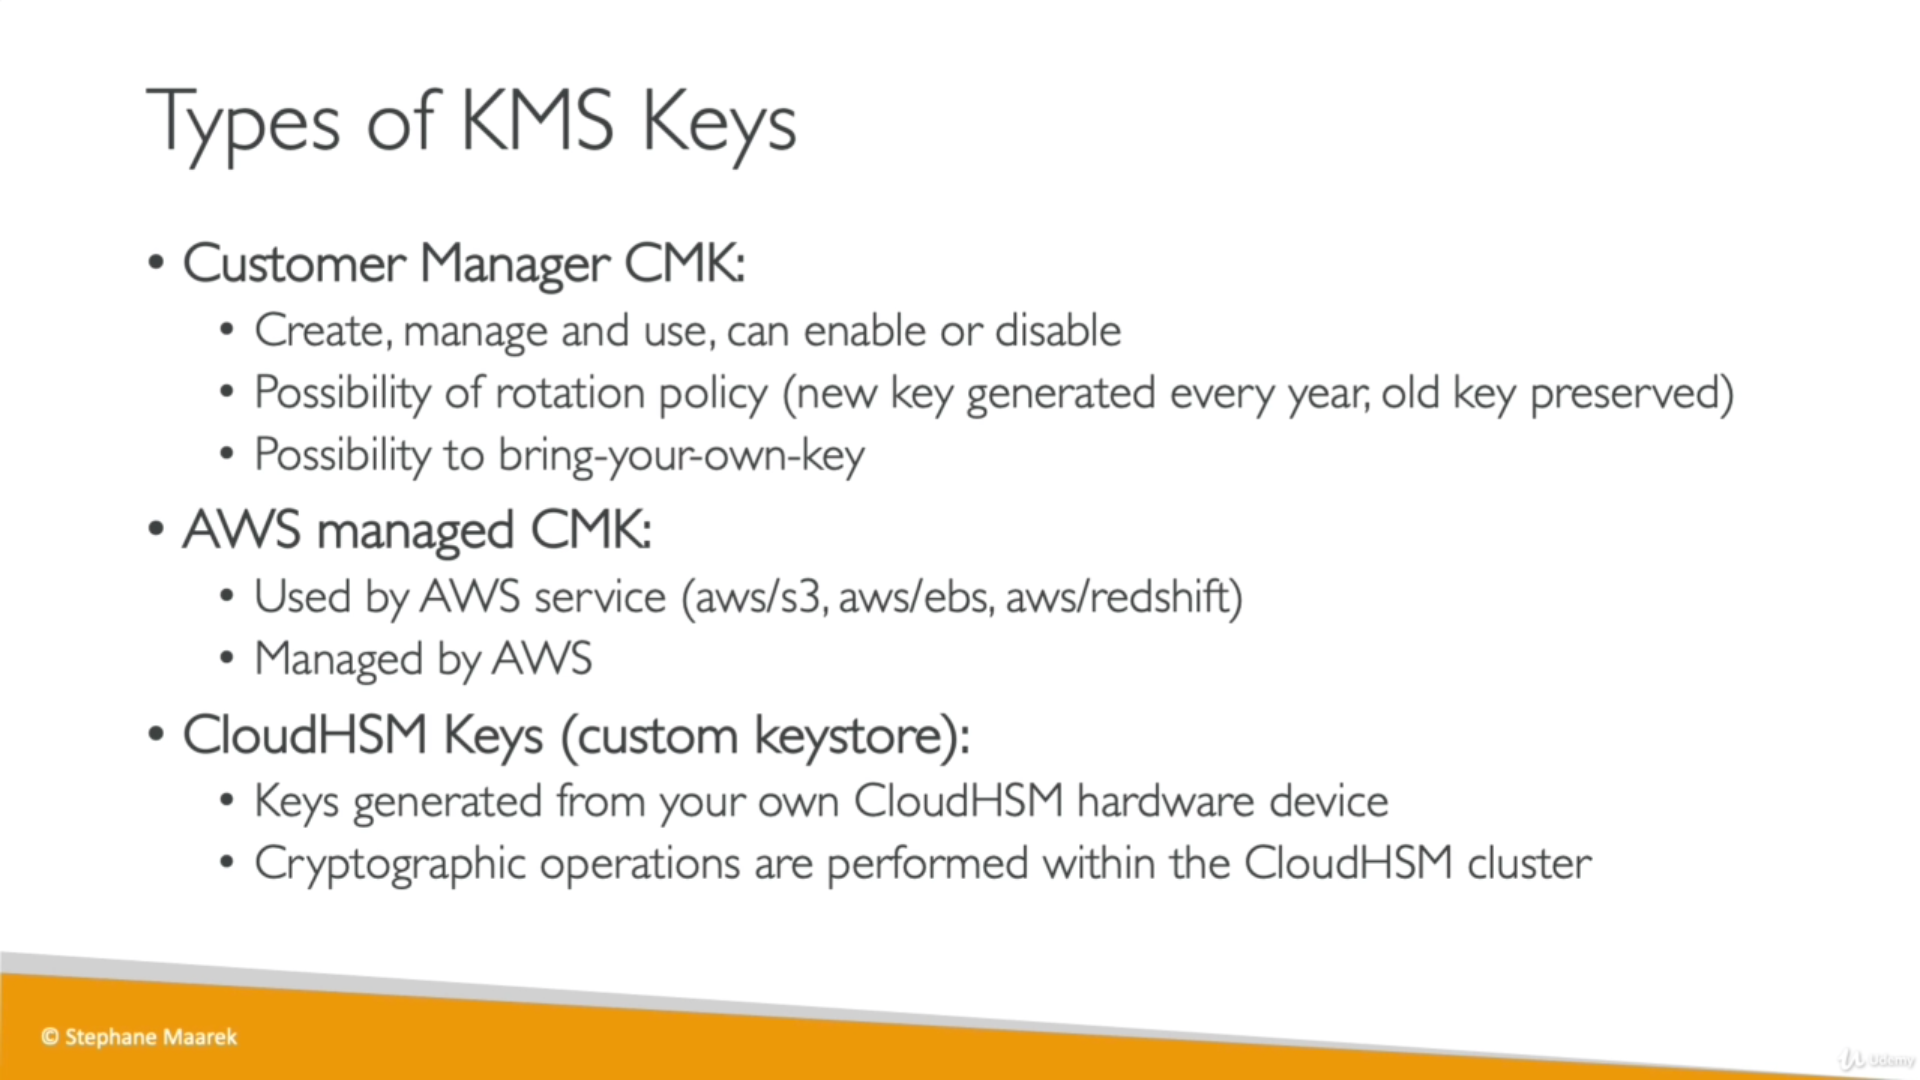 Types of KMS Keys
• Customer Manager CMK:
• Create, manage and use, can enable or disable
• Possibility of rotation policy (new key generated every year, old key preserved)
• Possibility to bring-your-own-key
• AWS managed CMK:
• Used by AWS service (aws/s3, aws/ebs, aws/redshift)
• Managed by AWS
• CloudHSM Keys (custom keystore):
• Keys generated from your own CloudHSM hardware device
• Cryptographic operations are performed within the CloudHSM cluster
© Stephane Maarek
Udemy